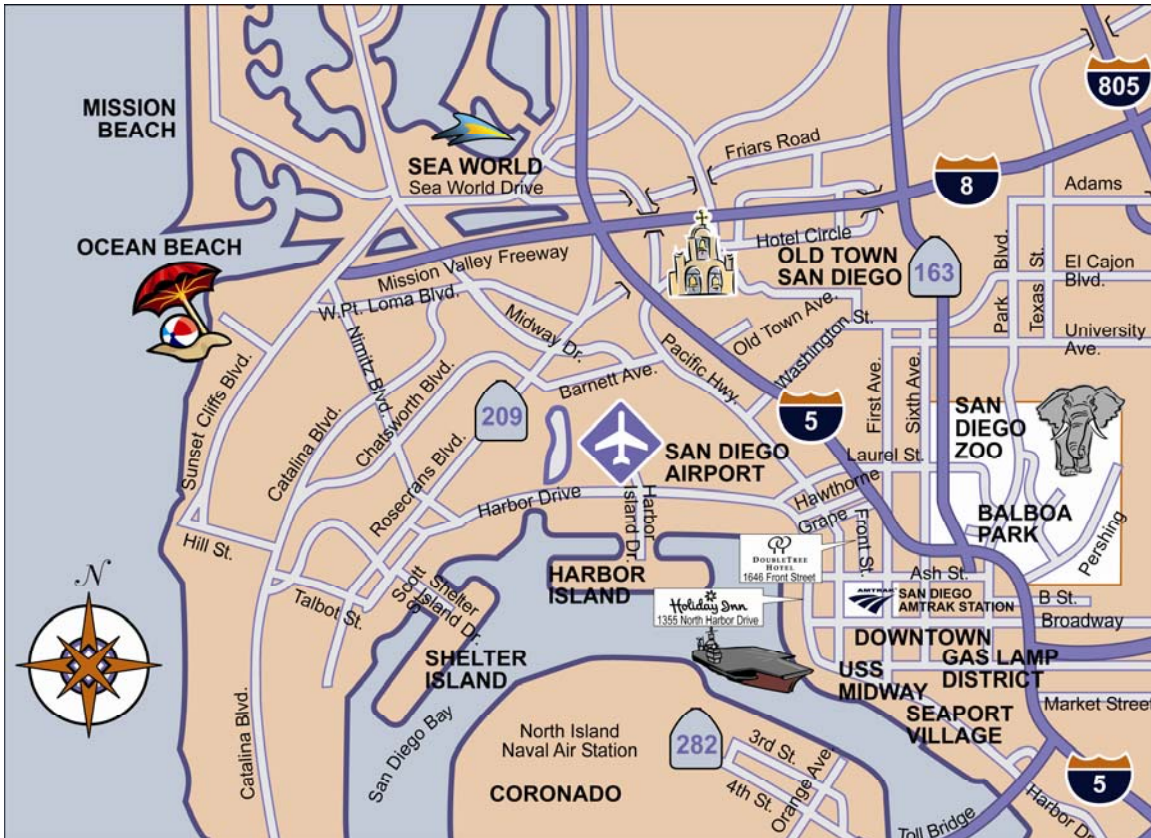 805
MISSION
BEACH
SEA WORLD
Sea World Drive
Friars Road
8
Adams
OCEAN BEACH
Mission Valley Freeway
Hotel Circle
OLD TOWN
SAN DIEGO
163
Park Blvd.
Texas St.
El Cajon
Blvd.
W.Pt. Loma Blvd.
Midway Dr.
Old Town Ave.
Washington St.
University
Ave.
Nimitz Blvd.
Pacific Hwy.
Barnett Ave.
Sunset Cliffs Blvd.
Catalina Blvd.
Chatsworth Blvd.
209
5
First Ave.
Sixth Ave.
SAN
DIEGO
ZOO
Rosecrans Blvd.
SAN DIEGO
AIRPORT
Laurel St.
Harbor Drive
Harbor
Island Dr.
Hawthorne
Grape
Front St.
BALBOA
PARK
Pershing
Hill St.
N
DOUBLETREE
HOTEL
1646 Front Street
Ash St.
HARBOR
ISLAND
Talbot St.
Scott
St.
Shelter
Island Dr.
Holiday Inn
1355 North Harbor Drive
AMTRAK
SAN DIEGO
AMTRAK STATION
B St.
Broadway
DOWNTOWN
GAS LAMP
DISTRICT
SHELTER
ISLAND
USS
MIDWAY
Market Street
SEAPORT
VILLAGE
Catalina Blvd.
San Diego Bay
North Island
Naval Air Station
282
3rd St.
4th St.
Orange Ave.
CORONADO
Toll Bridge
Harbor Dr.
5